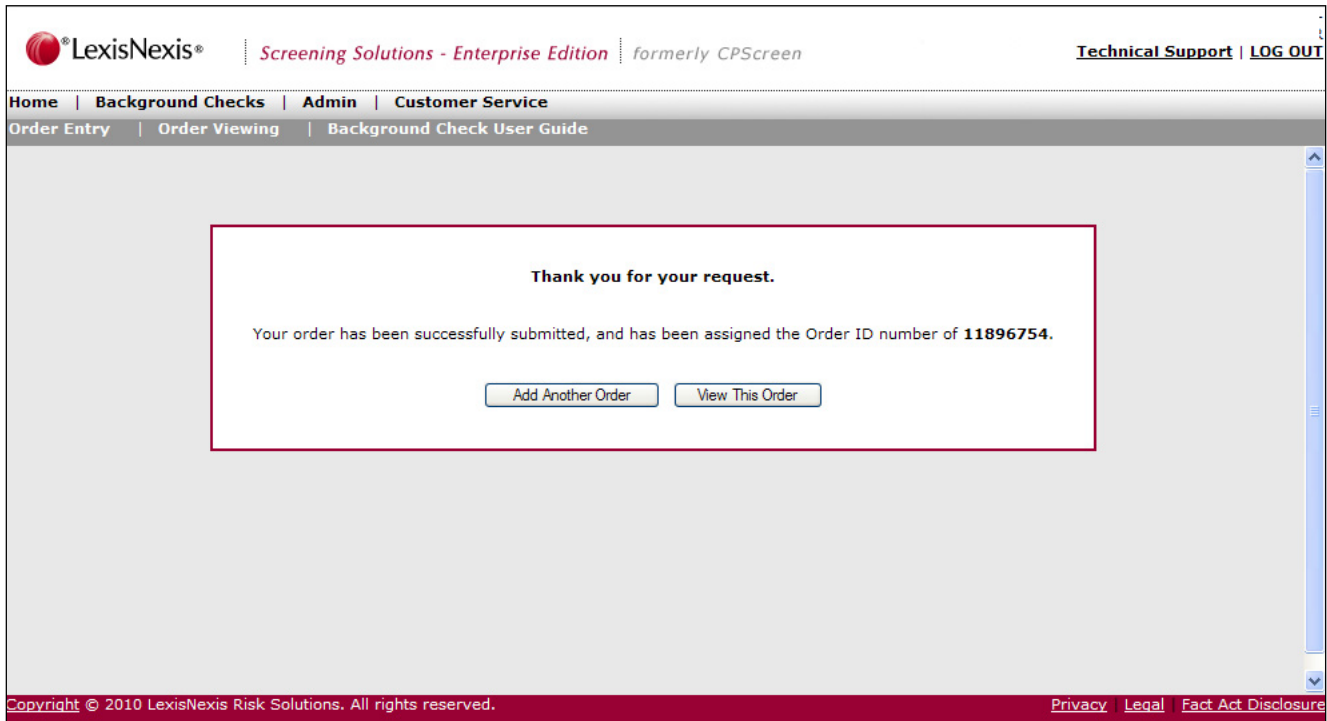 ®LexisNexis® Screening Solutions - Enterprise Edition formerly CPScreen Technical Support | LOG OUT
Home | Background Checks | Admin | Customer Service
Order Entry | Order Viewing | Background Check User Guide
Thank you for your request.
Your order has been successfully submitted, and has been assigned the Order ID number of 11896754.
Add Another Order View This Order
Copyright © 2010 LexisNexis Risk Solutions. All rights reserved. Privacy | Legal | Fact Act Disclosure